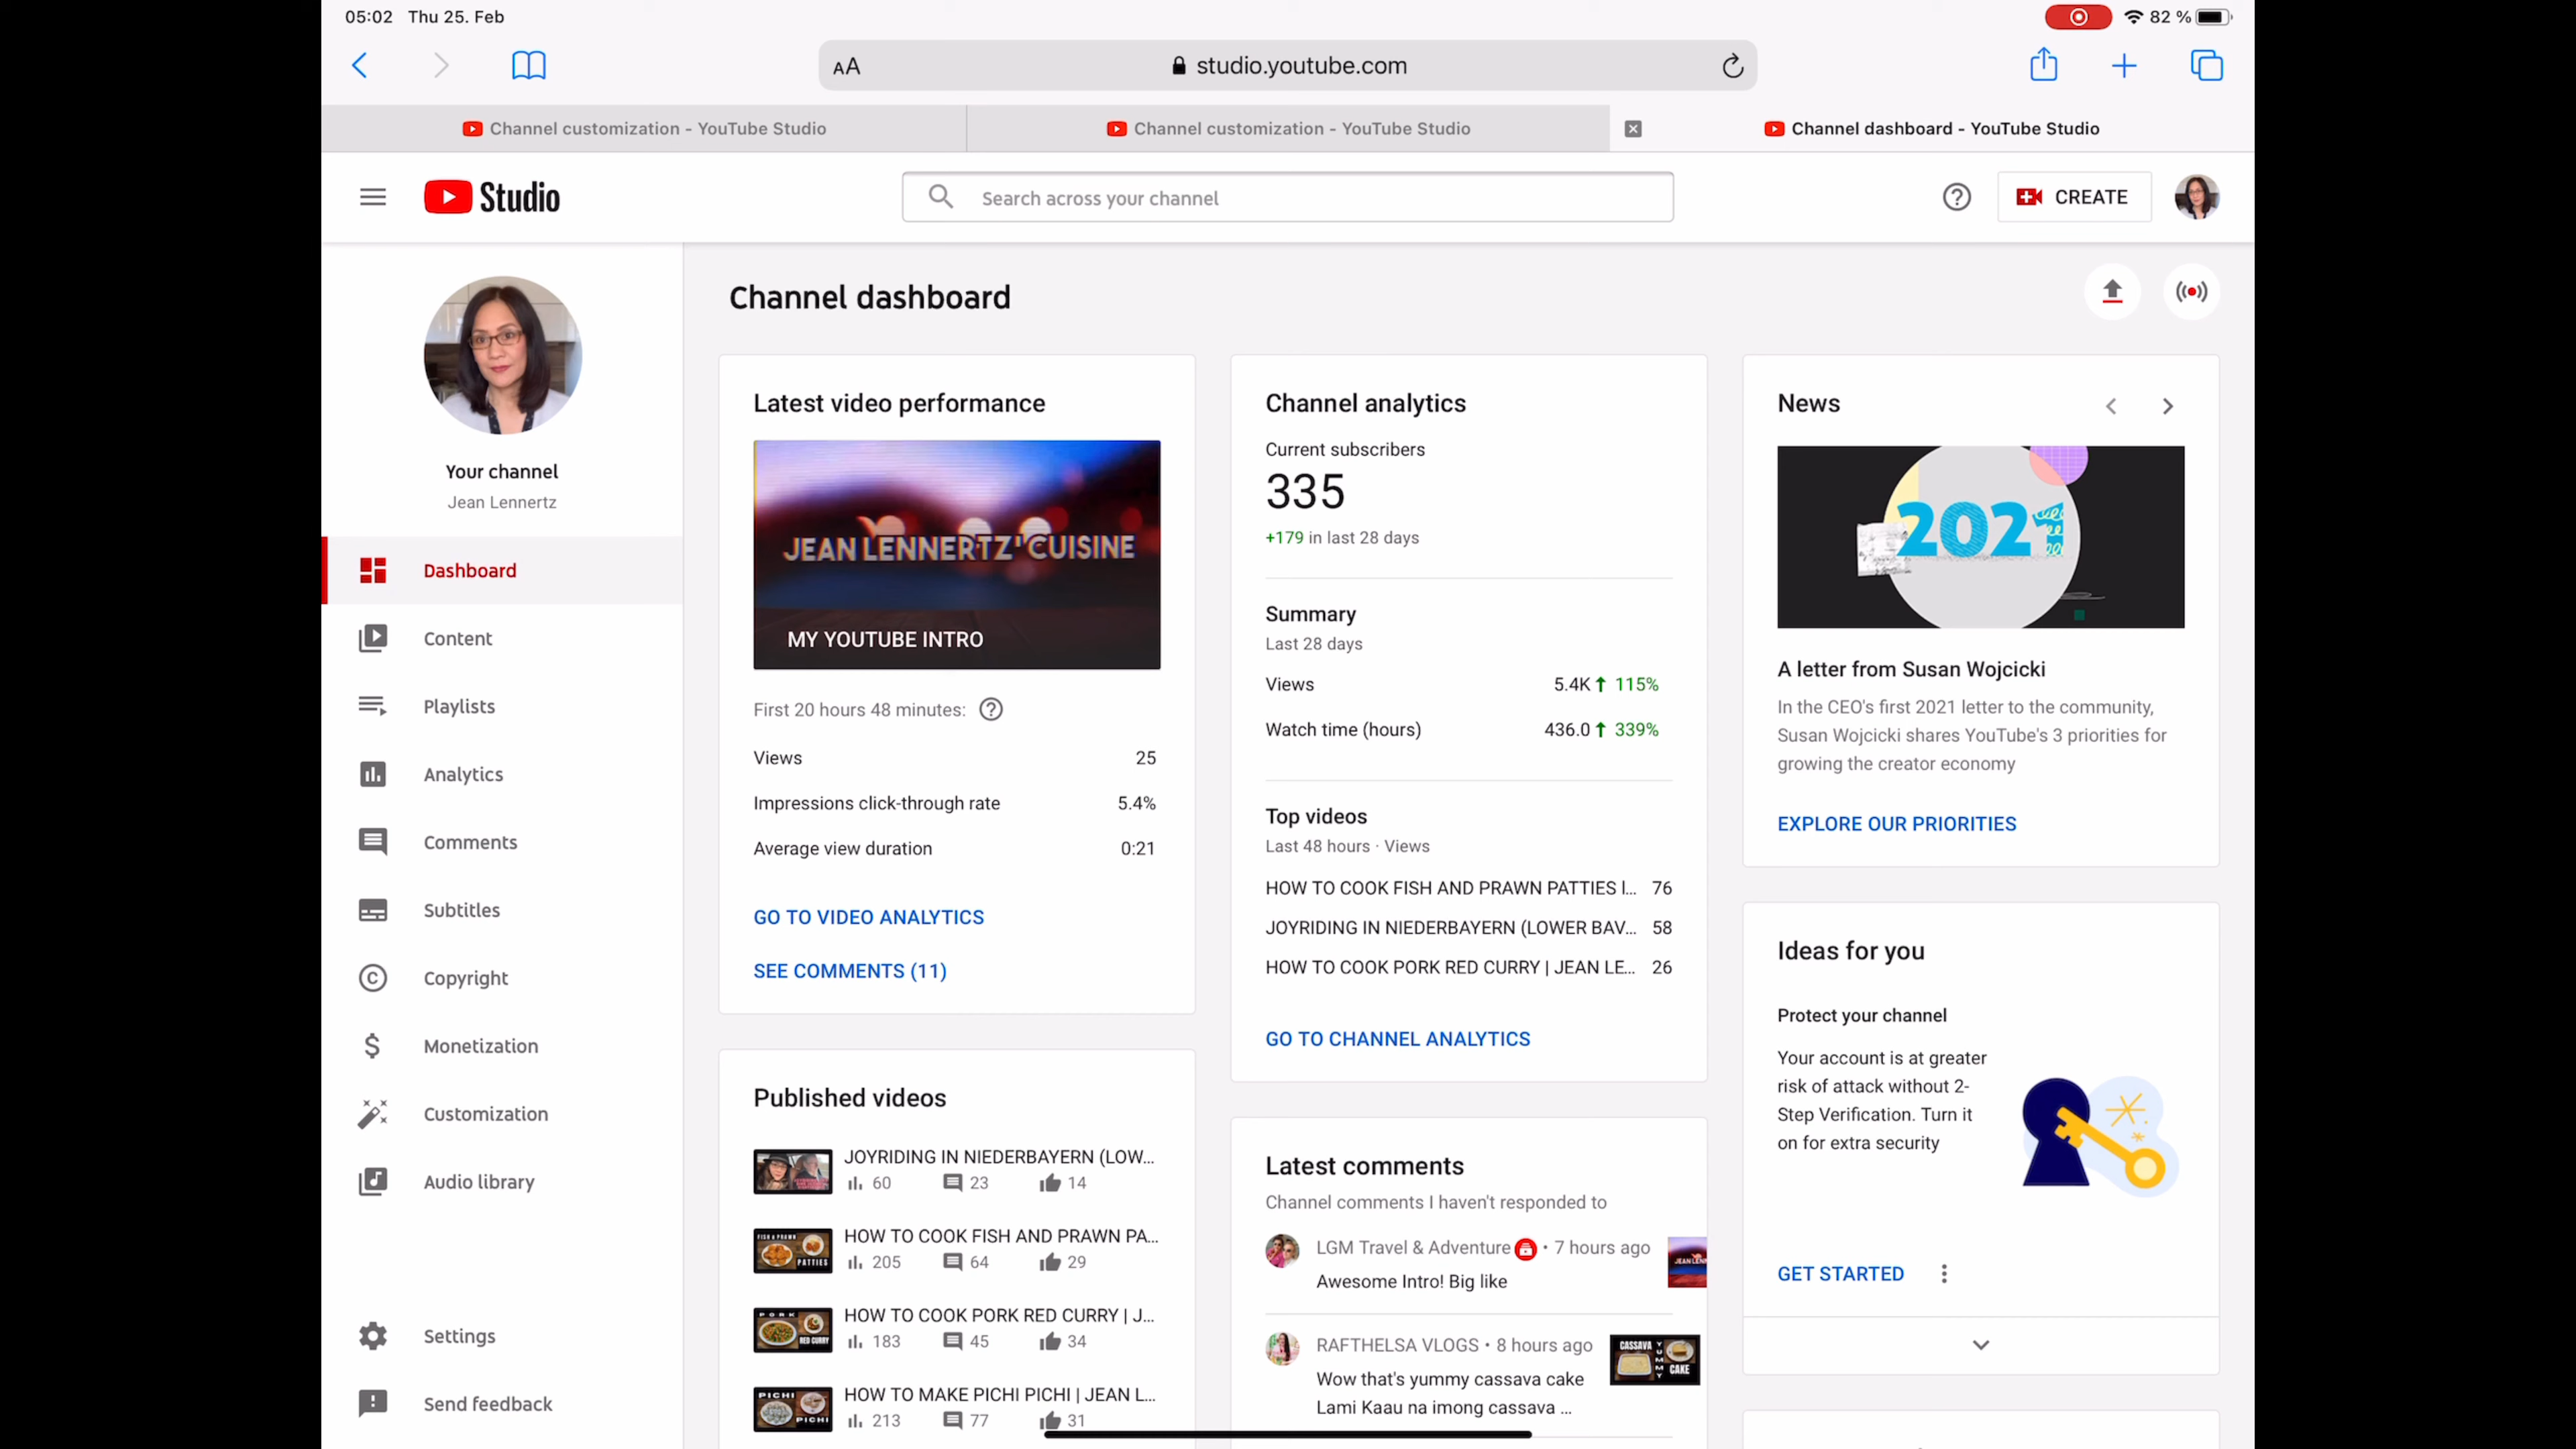 05:02 Thu 25. Feb
82 %
AA
studio.youtube.com
Channel customization - YouTube Studio
Channel customization - YouTube Studio
Channel dashboard - YouTube Studio
Studio
Search across your channel
CREATE
Your channel
Jean Lennertz
Dashboard
Content
Playlists
Analytics
Comments
Subtitles
Copyright
Monetization
Customization
Audio library
Settings
Send feedback
Channel dashboard
Latest video performance
JEAN LENNERTZ'CUISINE
MY YOUTUBE INTRO
First 20 hours 48 minutes:
Views 25
Impressions click-through rate 5.4%
Average view duration 0:21
GO TO VIDEO ANALYTICS
SEE COMMENTS (11)
Published videos
JOYRIDING IN NIEDERBAYERN (LOW...
60 23 14
FISH & PRAWN
PATTIES
HOW TO COOK FISH AND PRAWN PA...
205 64 29
PORK
RED CURRY
HOW TO COOK PORK RED CURRY | J...
183 45 34
PICHI
PICHI
HOW TO MAKE PICHI PICHI | JEAN L...
213 77 31
Channel analytics
Current subscribers
335
+179 in last 28 days
Summary
Last 28 days
Views 5.4K 115%
Watch time (hours) 436.0 339%
Top videos
Last 48 hours · Views
HOW TO COOK FISH AND PRAWN PATTIES I... 76
JOYRIDING IN NIEDERBAYERN (LOWER BAV... 58
HOW TO COOK PORK RED CURRY | JEAN LE... 26
GO TO CHANNEL ANALYTICS
Latest comments
Channel comments I haven't responded to
LGM Travel & Adventure • 7 hours ago
Awesome Intro! Big like
JEAN LENN
RAFTHELSA VLOGS • 8 hours ago
Wow that's yummy cassava cake
Lami Kaau na imong cassava ...
CASSAVA
YUMMY
CAKE
News
2021
A letter from Susan Wojcicki
In the CEO's first 2021 letter to the community,
Susan Wojcicki shares YouTube's 3 priorities for
growing the creator economy
EXPLORE OUR PRIORITIES
Ideas for you
Protect your channel
Your account is at greater
risk of attack without 2-
Step Verification. Turn it
on for extra security
GET STARTED